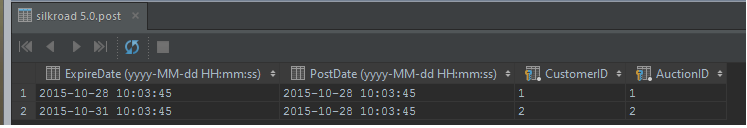 silkroad 5.0.post ×
ExpireDate (yyyy-MM-dd HH:mm:ss) PostDate (yyyy-MM-dd HH:mm:ss) CustomerID AuctionID
1 2015-10-28 10:03:45 2015-10-28 10:03:45 1 1
2 2015-10-31 10:03:45 2015-10-28 10:03:45 2 2